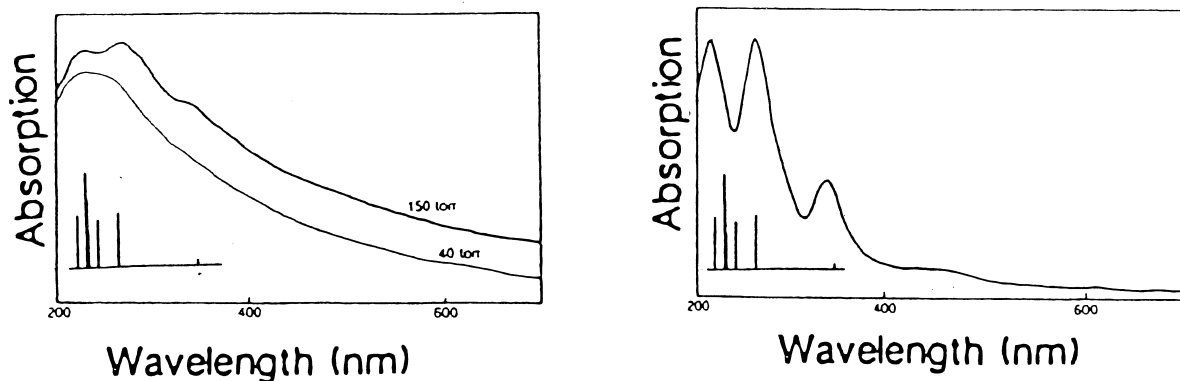 Absorption
150 torr
40 torr
200
400
600
Wavelength (nm)
Absorption
200
400
600
Wavelength (nm)